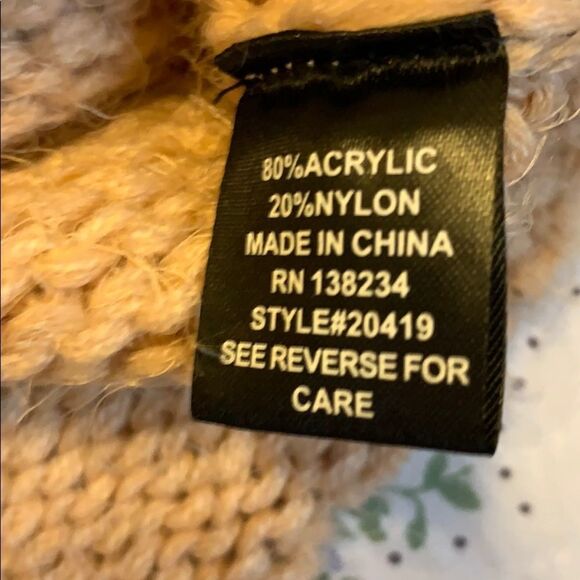 80%ACRYLIC
20%NYLON
MADE IN CHINA
RN 138234
STYLE#20419
SEE REVERSE FOR
CARE